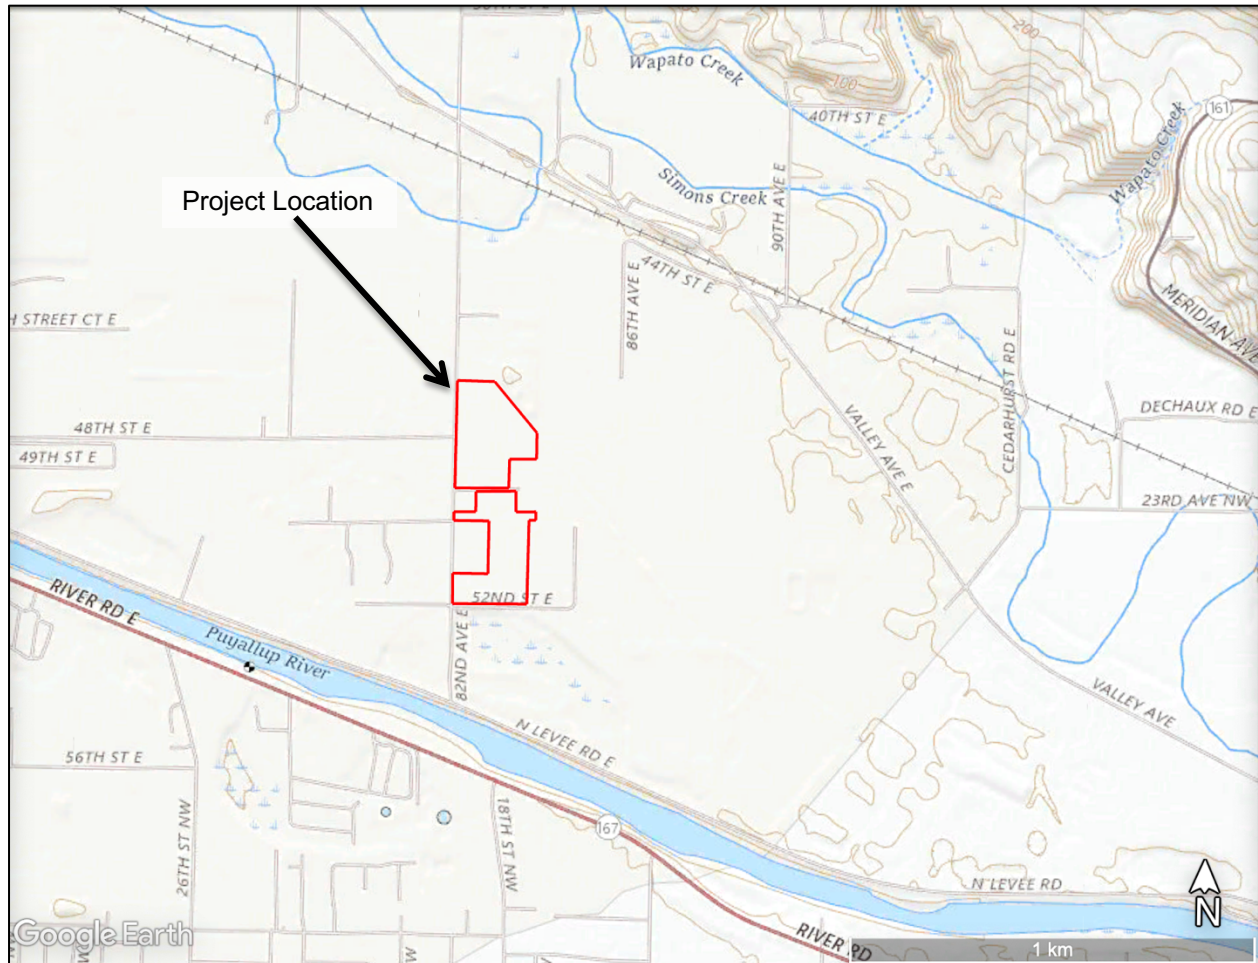 Wapato Creek
200
100
161
40TH ST E
Wapato Creek
Simons Creek
90TH AVE E
Project Location
44TH ST E
86TH AVE E
MERIDIAN AVE
H STREET CT E
CEDARHURST RD E
DECHAUX RD E
VALLEY AVE E
48TH ST E
49TH ST E
23RD AVE NW
RIVER RD E
52ND ST E
Puyallup River
82ND AVE E
VALLEY AVE
N LEVEE RD E
56TH ST E
18TH ST NW
167
26TH ST NW
N LEVEE RD
N
Google Earth
RIVER RD
1 km